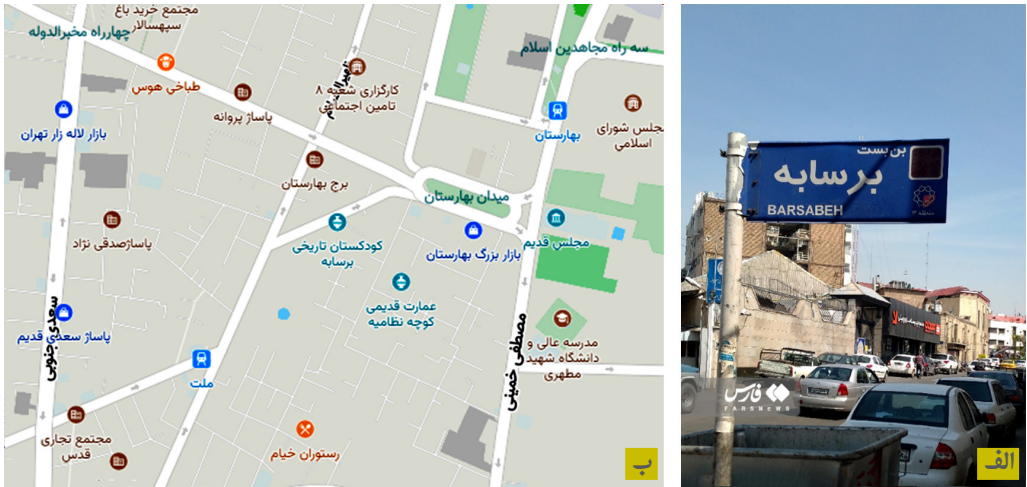 مجتمع خرید باغ
سپهسالار
چهارراه مخبرالدوله
طباخی هوس
پاساژ پروانه
کارگزاری شعبه ۸
تامین اجتماعی
بازار لاله زار تهران
برج بهارستان
پاساژصدقی نژاد
کودکستان تاریخی
برسابه
سه راه مجاهدین اسلام
بهارستان
مجلس شورای
اسلامی
میدان بهارستان
بازار بزرگ بهارستان
مجلس قدیم
عمارت قدیمی
کوچه نظامیه
سعدی جنوبی
پاساژ سعدی قدیم
ملت
مصطفی خمینی
مدرسه عالی و
دانشگاه شهید
مطهری
مجتمع تجاری
قدس
رستوران خیام
ب
بن بست
برسابه
BARSABEH
منطقه ۱۲
فارس
FARSNEWS
الف